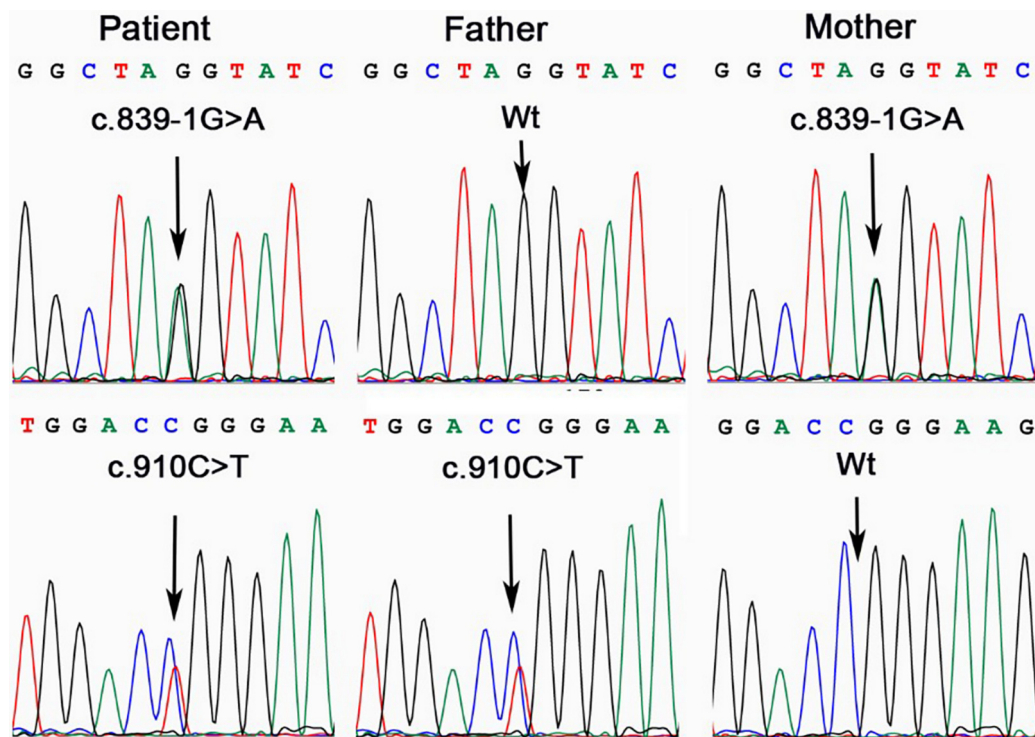 Patient Father Mother
G G C T A G G T A T C G G C T A G G T A T C G G C T A G G T A T C
c.839-1G>A Wt c.839-1G>A
T G G A C C G G G A A T G G A C C G G G A A G G A C C G G G A A G
c.910C>T c.910C>T Wt